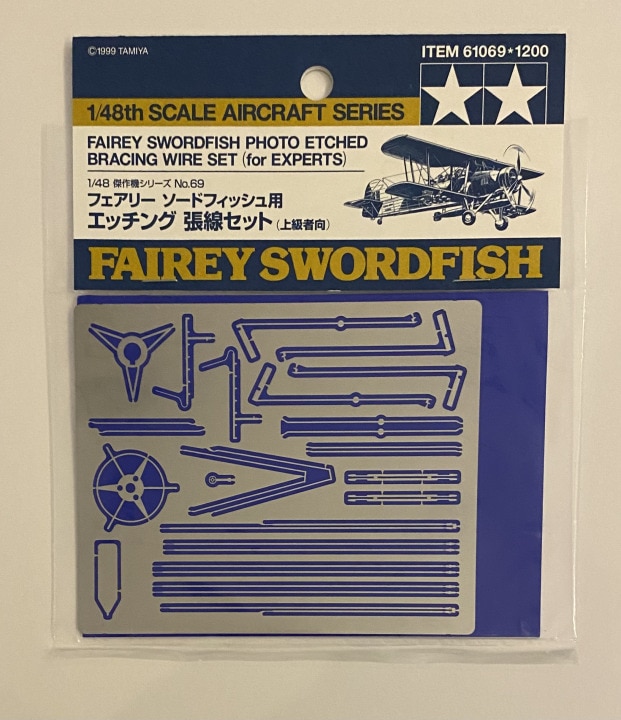 ©1999 TAMIYA
ITEM 61069*1200
1/48th SCALE AIRCRAFT SERIES
FAIREY SWORDFISH PHOTO ETCHED
BRACING WIRE SET (for EXPERTS)
1/48 傑作機シリーズ No.69
フェアリー ソードフィッシュ用
エッチング 張線セット(上級者向)
FAIREY SWORDFISH